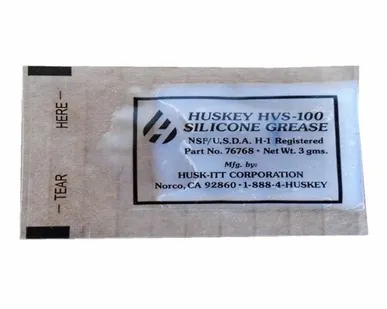 — TEAR HERE —
HUSKEY HVS-100
SILICONE GREASE
NSF/U.S.D.A. H-1 Registered
Part No. 76768 • Net Wt. 3 gms.
Mfg. by:
HUSK-ITT CORPORATION
Norco, CA 92860 • 1-888-4-HUSKEY